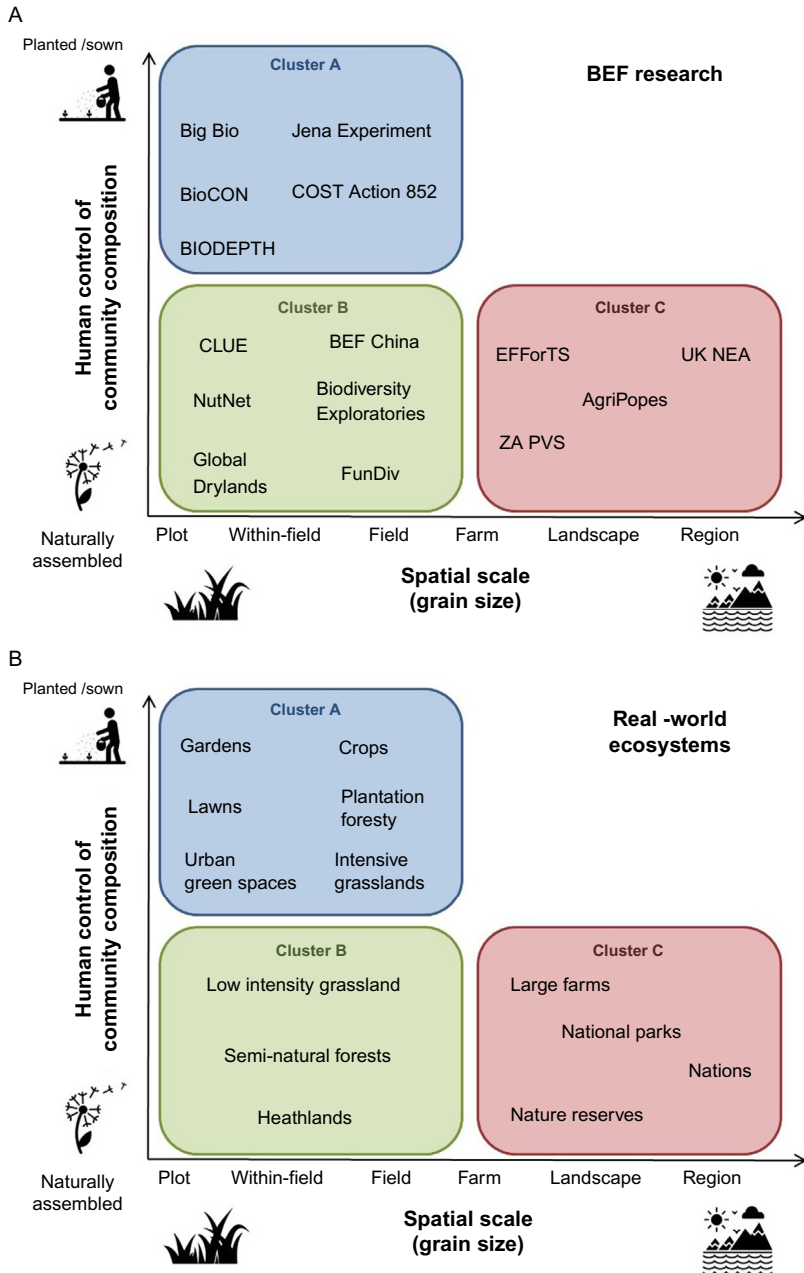 A
Planted /sown
Cluster A
BEF research
Big Bio
Jena Experiment
BioCON
COST Action 852
BIODEPTH
Human control of
community composition
Cluster B
Cluster C
CLUE
BEF China
EFForTS
UK NEA
NutNet
Biodiversity
Exploratories
AgriPopes
Global
Drylands
FunDiv
ZA PVS
Naturally
assembled
Plot
Within-field
Field
Farm
Landscape
Region
Spatial scale
(grain size)
B
Planted /sown
Cluster A
Real -world
ecosystems
Gardens
Crops
Lawns
Plantation
foresty
Urban
green spaces
Intensive
grasslands
Human control of
community composition
Cluster B
Cluster C
Low intensity grassland
Large farms
National parks
Semi-natural forests
Nations
Heathlands
Nature reserves
Naturally
assembled
Plot
Within-field
Field
Farm
Landscape
Region
Spatial scale
(grain size)